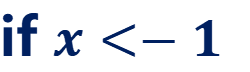 if x <− 1